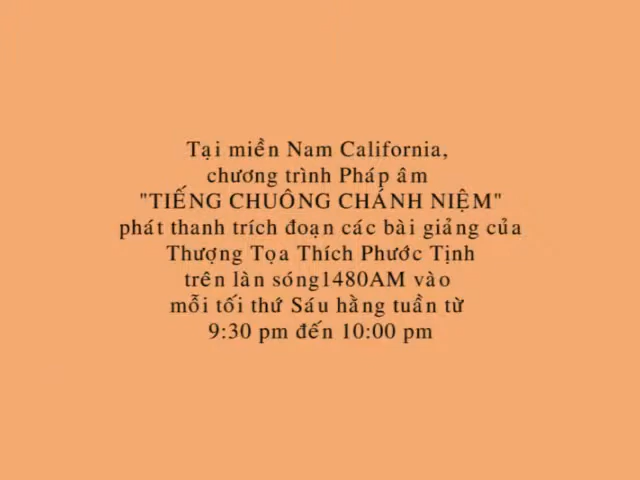 Tại miền Nam California,
chương trình Pháp âm
"TIẾNG CHUÔNG CHÁNH NIỆM"
phát thanh trích đoạn các bài giảng của
Thượng Tọa Thích Phước Tịnh
trên làn sóng1480AM vào
mỗi tối thứ Sáu hằng tuần từ
9:30 pm đến 10:00 pm